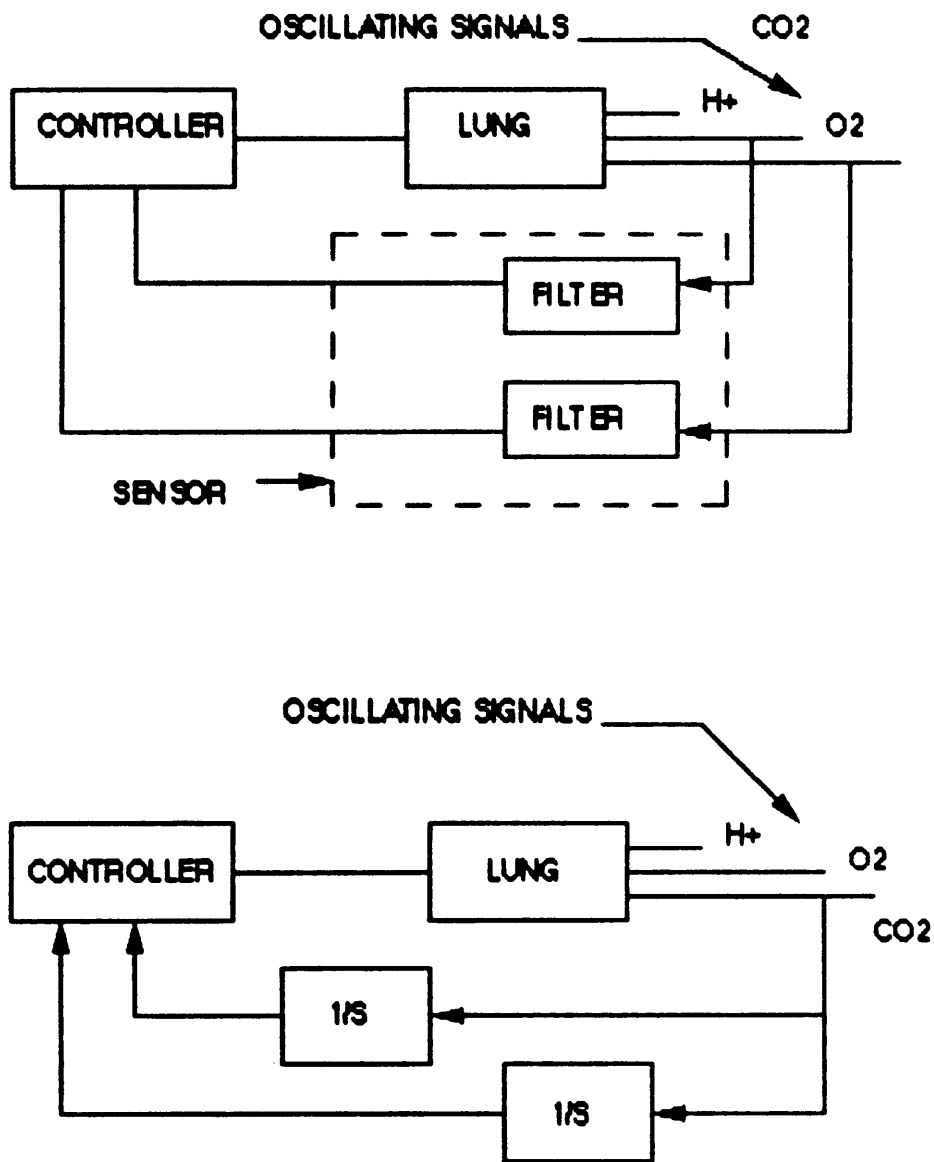 OSCILLATING SIGNALS CO2
H+
CONTROLLER LUNG O2
FILTER
FILTER
SENSOR
OSCILLATING SIGNALS
H+
CONTROLLER LUNG O2
CO2
1/S
1/S